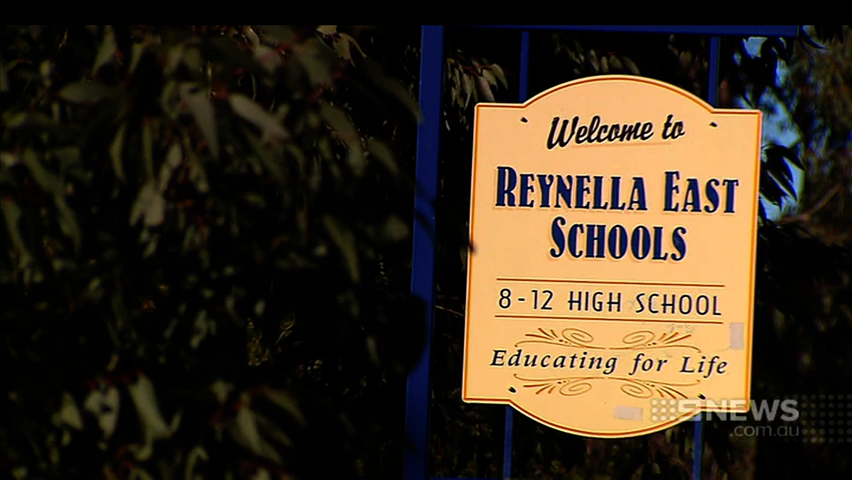 Welcome to
REYNELLA EAST
SCHOOLS
8-12 HIGH SCHOOL
Educating for Life
9NEWS
.com.au